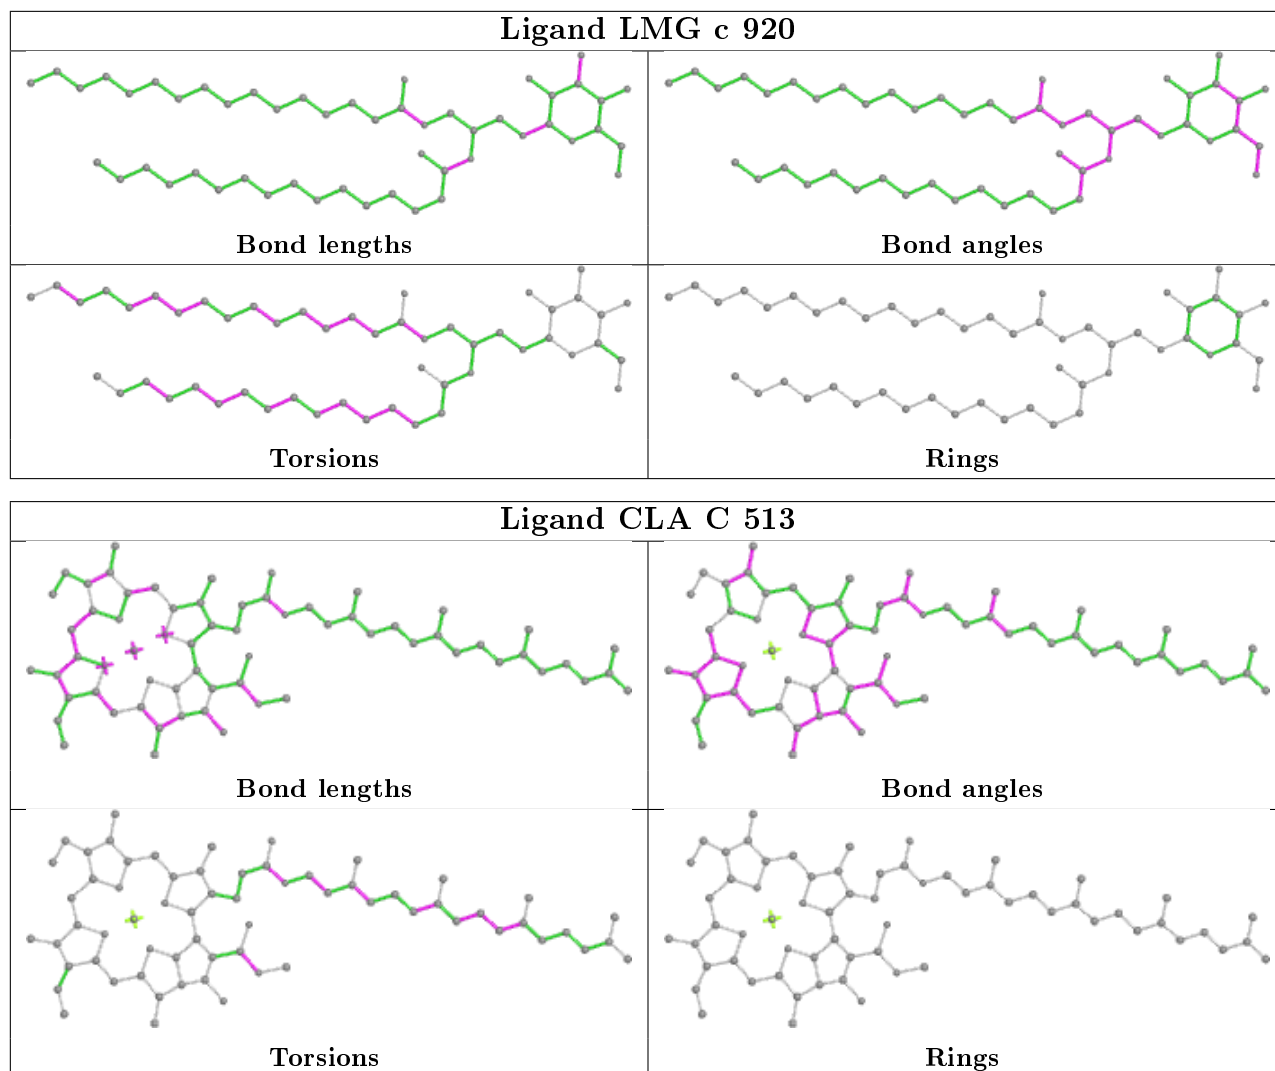 Ligand LMG c 920
Bond lengths
Bond angles
Torsions
Rings
Ligand CLA C 513
Bond lengths
Bond angles
Torsions
Rings